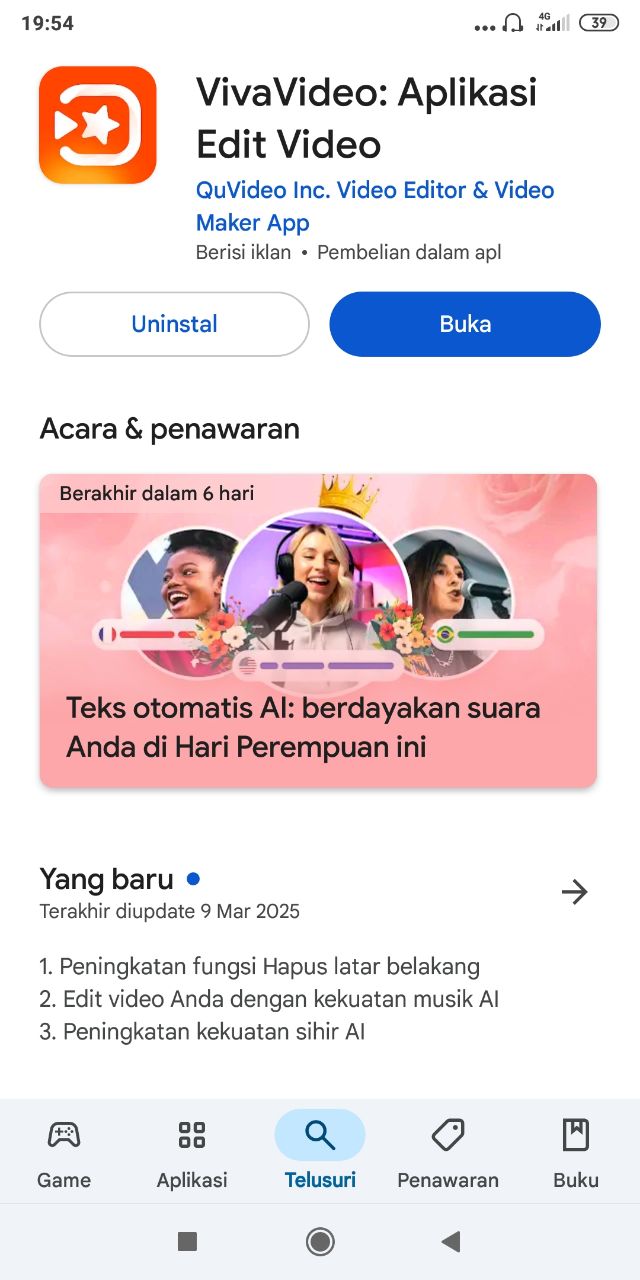 19:54
4G
39
VivaVideo: Aplikasi
Edit Video
QuVideo Inc. Video Editor & Video
Maker App
Berisi iklan • Pembelian dalam apl
Uninstal
Buka
Acara & penawaran
Berakhir dalam 6 hari
Teks otomatis AI: berdayakan suara
Anda di Hari Perempuan ini
Yang baru
Terakhir diupdate 9 Mar 2025
1. Peningkatan fungsi Hapus latar belakang
2. Edit video Anda dengan kekuatan musik AI
3. Peningkatan kekuatan sihir AI
Game
Aplikasi
Telusuri
Penawaran
Buku